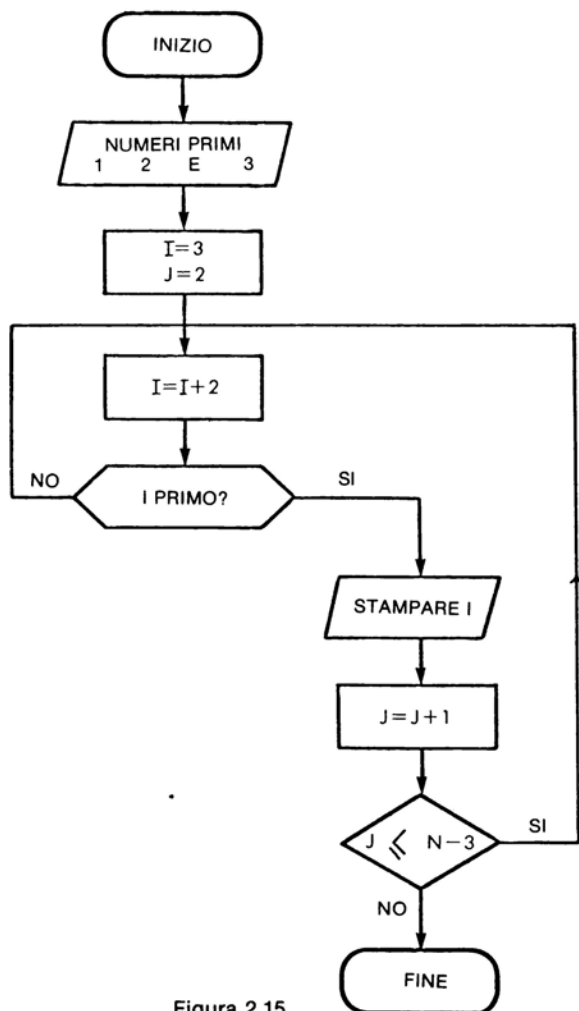 INIZIO
NUMERI PRIMI
1 2 E 3
I=3
J=2
I=I+2
NO
I PRIMO?
SI
STAMPARE I
J=J+1
J ≤ N-3
SI
NO
FINE
Figura 2.15